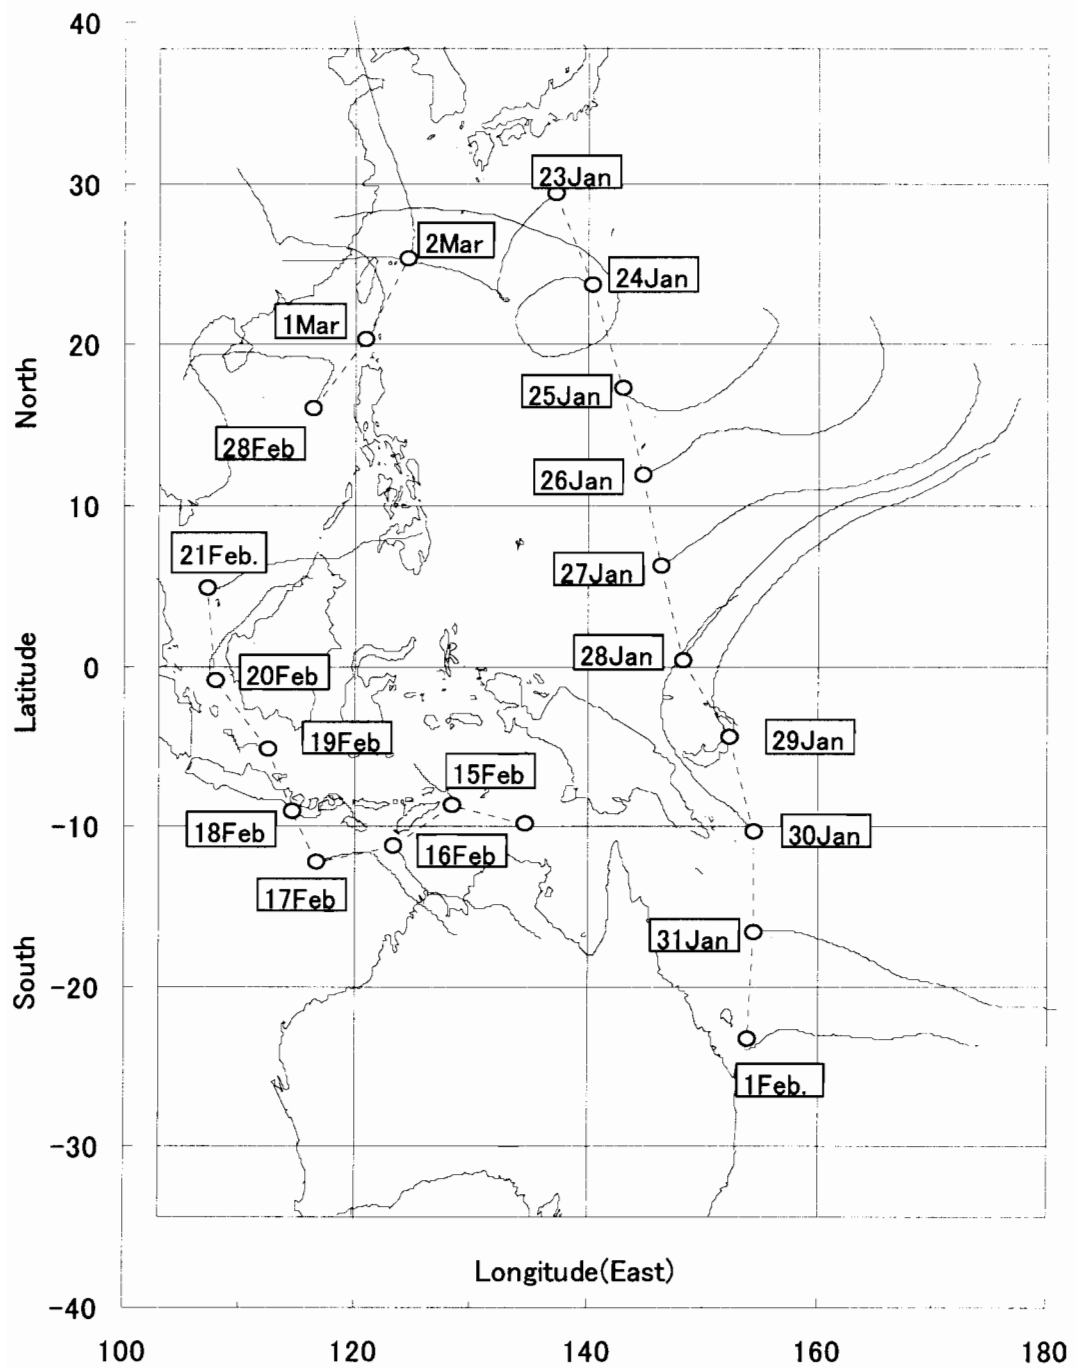 40
30
20
10
0
-10
-20
-30
-40
North
Latitude
South
23Jan
2Mar
24Jan
1Mar
25Jan
28Feb
26Jan
21Feb.
27Jan
28Jan
20Feb
19Feb
29Jan
15Feb
18Feb
16Feb
30Jan
17Feb
31Jan
1Feb.
Longitude(East)
100
120
140
160
180